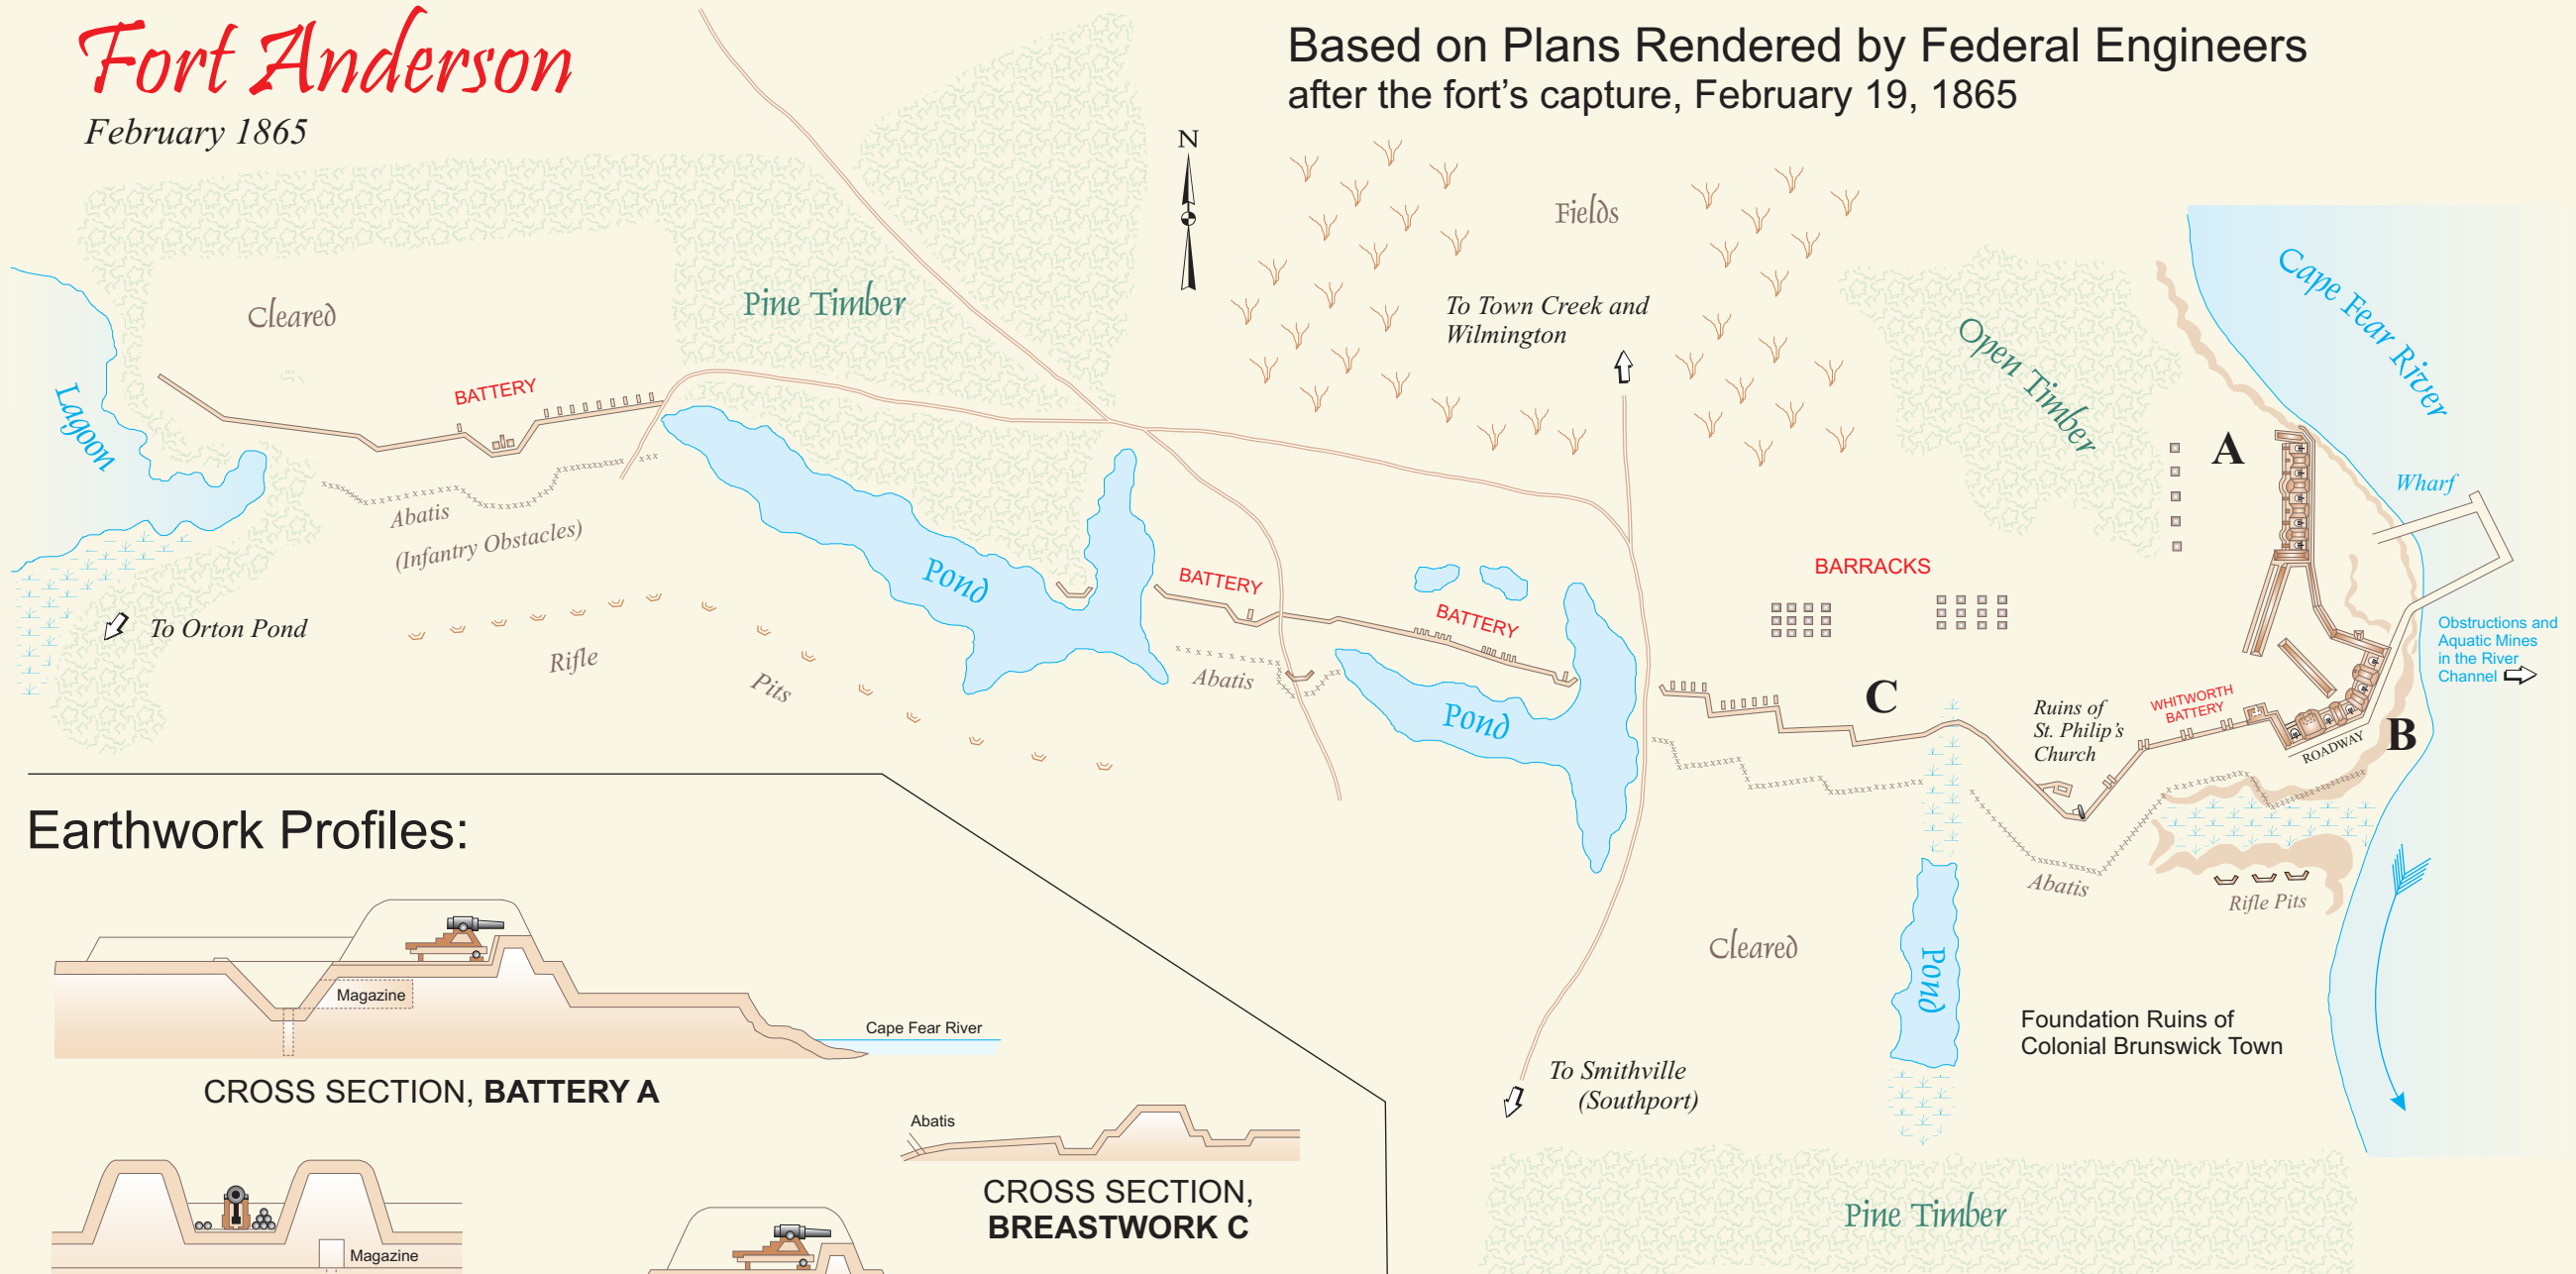 Fort Anderson
February 1865
Based on Plans Rendered by Federal Engineers
after the fort’s capture, February 19, 1865
N
Fields
Cape Fear River
Cleared
Pine Timber
To Town Creek and
Wilmington
Open Timber
Lagoon
BATTERY
A
Wharf
Abatis
(Infantry Obstacles)
Pond
BATTERY
BATTERY
BARRACKS
To Orton Pond
Rifle
Pits
Abatis
Pond
C
Ruins of
St. Philip’s
Church
WHITWORTH
BATTERY
ROADWAY
B
Obstructions and
Aquatic Mines
in the River
Channel
Abatis
Rifle Pits
Cleared
Pond
Foundation Ruins of
Colonial Brunswick Town
To Smithville
(Southport)
Pine Timber
Earthwork Profiles:
Magazine
Cape Fear River
CROSS SECTION, BATTERY A
Abatis
CROSS SECTION,
BREASTWORK C
Magazine